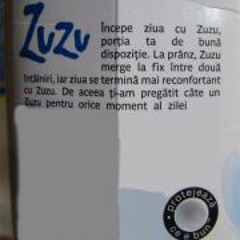 Zuzu
Începe ziua cu Zuzu,
porția ta de bună
dispoziție. La prânz, Zuzu
merge la fix între două
întâlniri, iar ziua se termină mai reconfortant
cu Zuzu. De aceea ți-am pregătit câte un
Zuzu pentru orice moment al zilei
protejează
ce e bun